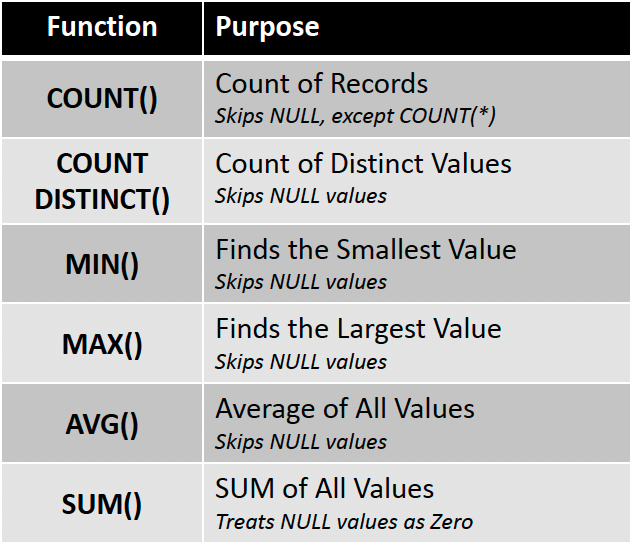 Function Purpose
COUNT() Count of Records
Skips NULL, except COUNT(*)
COUNT DISTINCT() Count of Distinct Values
Skips NULL values
MIN() Finds the Smallest Value
Skips NULL values
MAX() Finds the Largest Value
Skips NULL values
AVG() Average of All Values
Skips NULL values
SUM() SUM of All Values
Treats NULL values as Zero